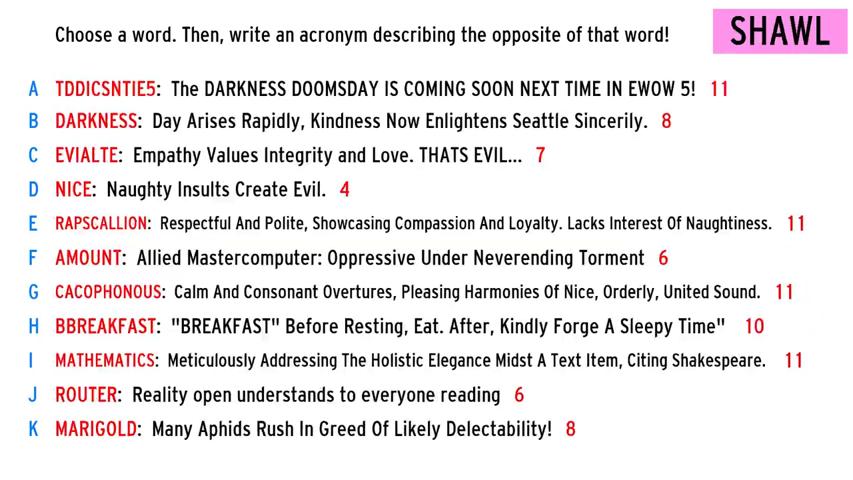 Choose a word. Then, write an acronym describing the opposite of that word!
SHAWL
A TDDICSNTIE5: The DARKNESS DOOMSDAY IS COMING SOON NEXT TIME IN EWOW 5! 11
B DARKNESS: Day Arises Rapidly, Kindness Now Enlightens Seattle Sincerily. 8
C EVIALTE: Empathy Values Integrity and Love. THATS EVIL... 7
D NICE: Naughty Insults Create Evil. 4
E RAPSCALLION: Respectful And Polite, Showcasing Compassion And Loyalty. Lacks Interest Of Naughtiness. 11
F AMOUNT: Allied Mastercomputer: Oppressive Under Neverending Torment 6
G CACOPHONOUS: Calm And Consonant Overtures, Pleasing Harmonies Of Nice, Orderly, United Sound. 11
H BBREAKFAST: "BREAKFAST" Before Resting, Eat. After, Kindly Forge A Sleepy Time" 10
I MATHEMATICS: Meticulously Addressing The Holistic Elegance Midst A Text Item, Citing Shakespeare. 11
J ROUTER: Reality open understands to everyone reading 6
K MARIGOLD: Many Aphids Rush In Greed Of Likely Delectability! 8